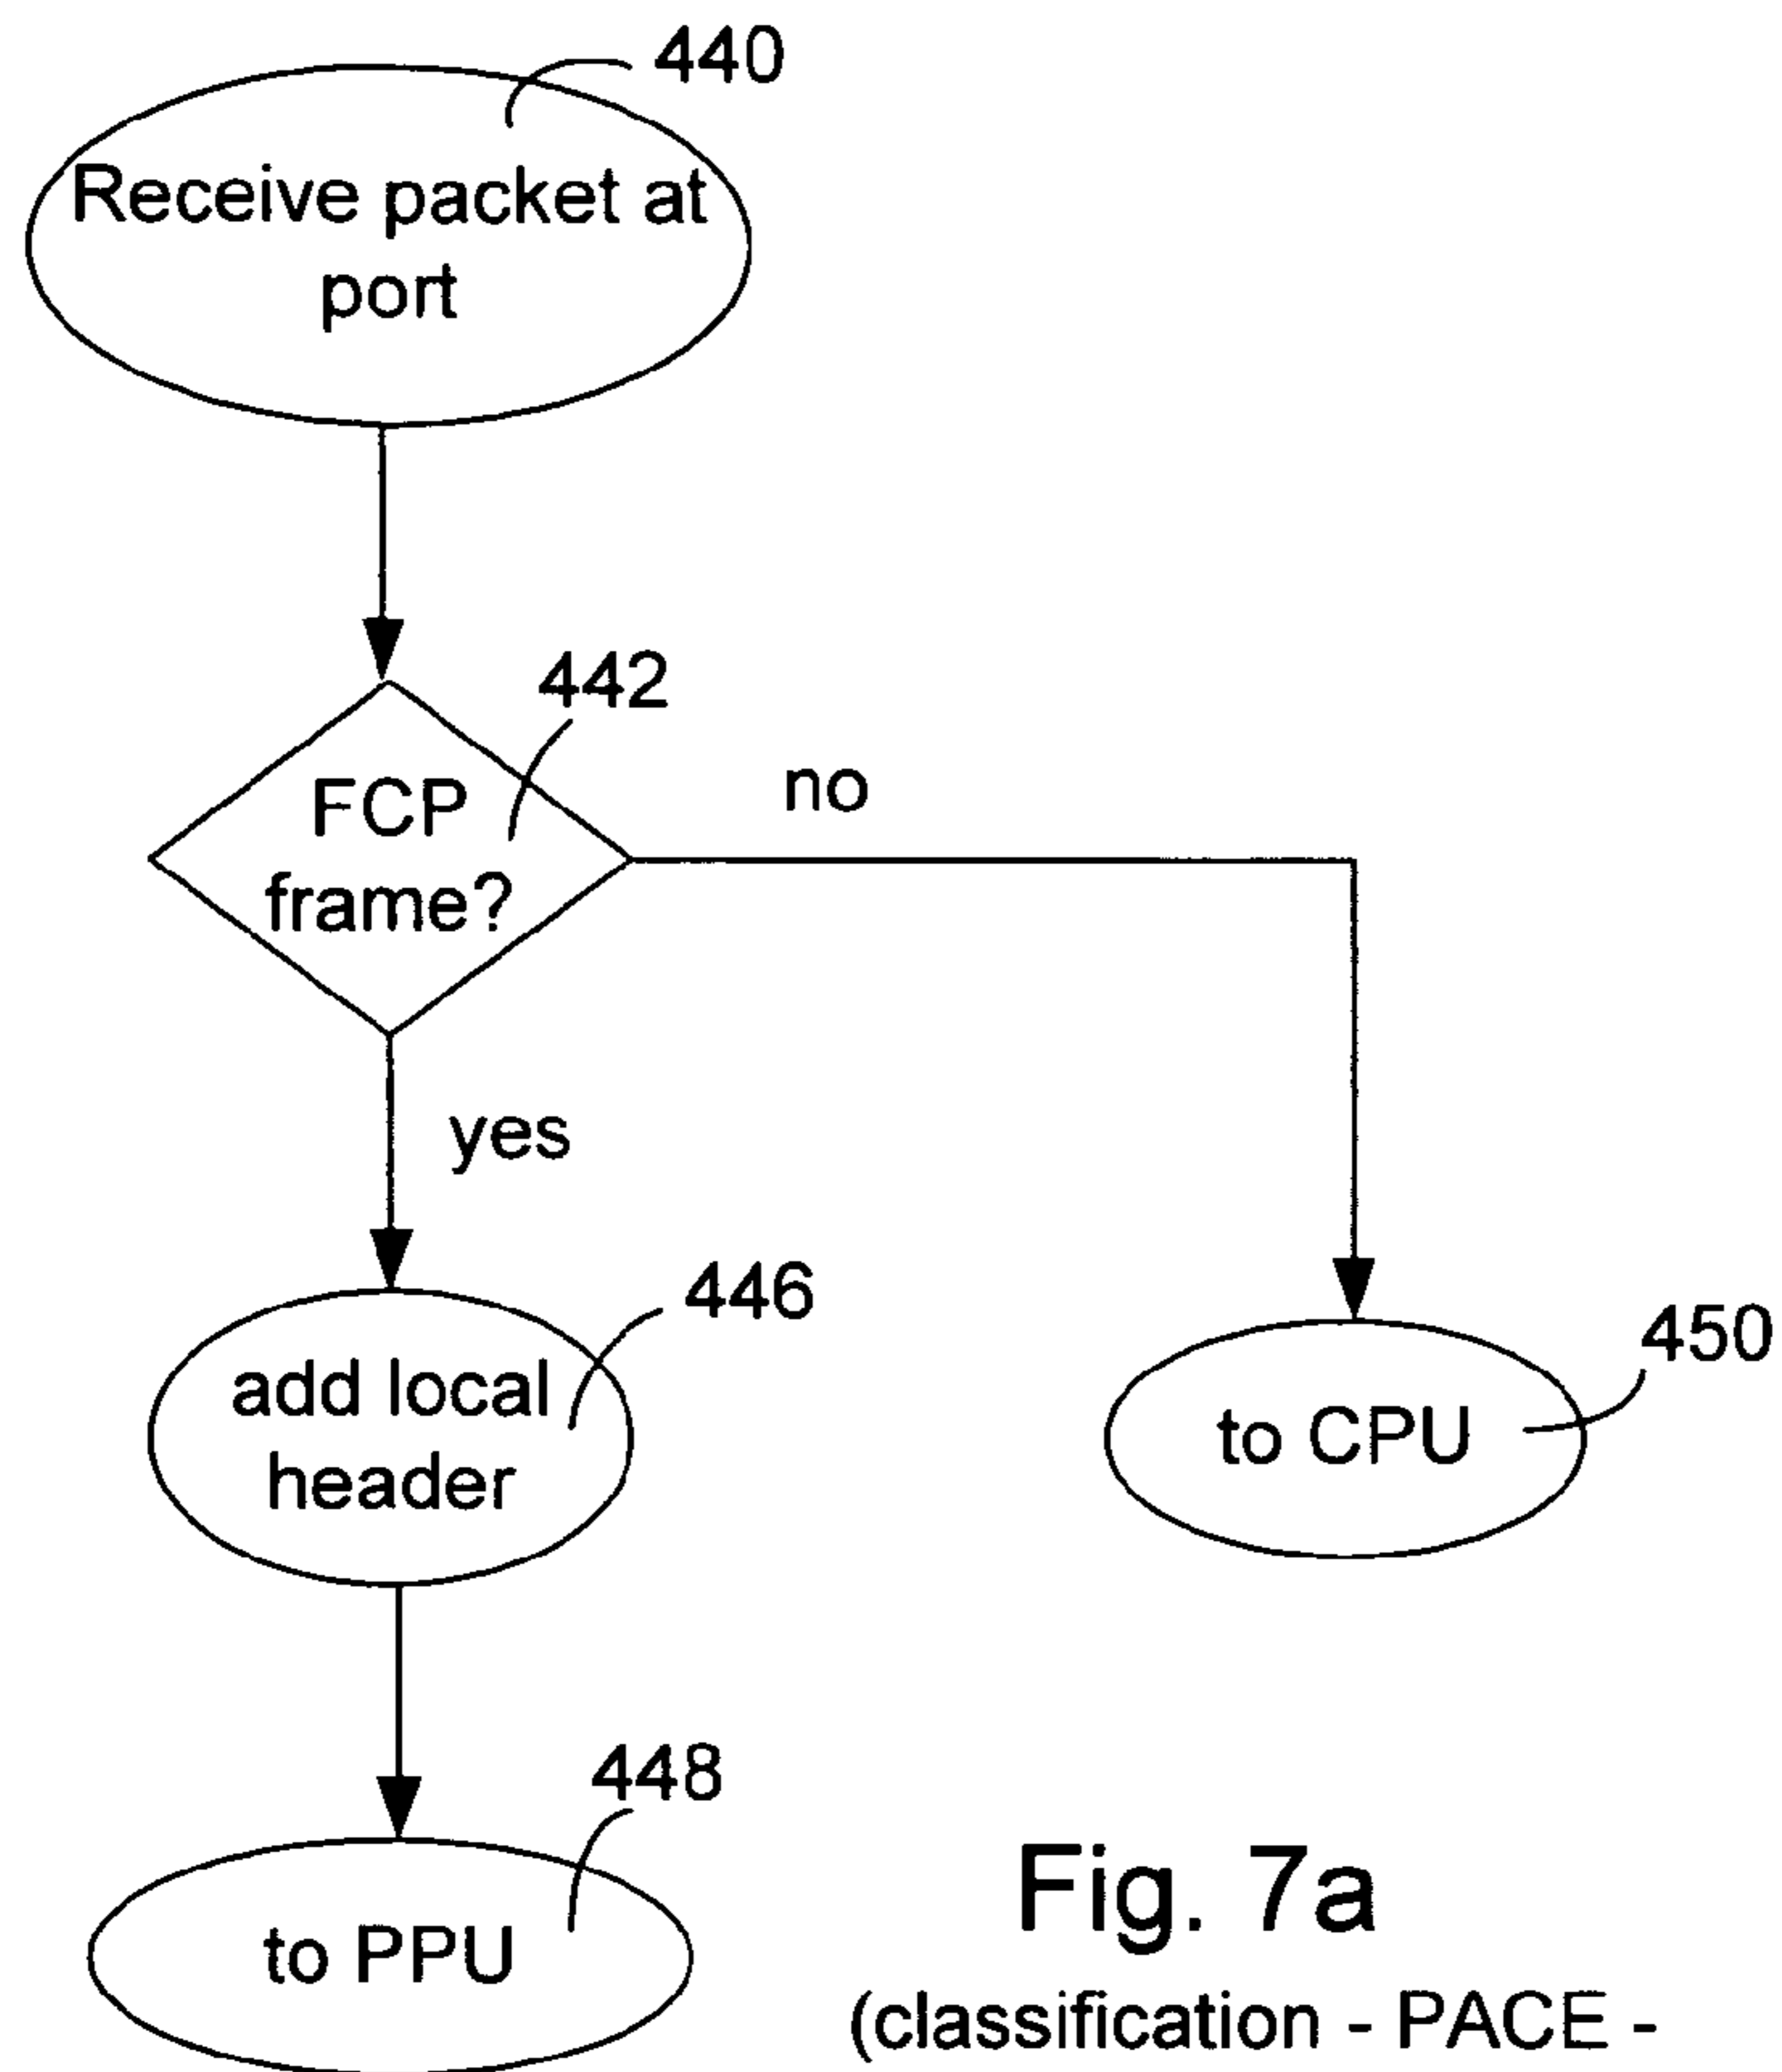 440
Receive packet at
port
442
FCP
frame?
no
yes
446
add local
header
450
to CPU
448
to PPU
Fig. 7a
(classification - PACE -